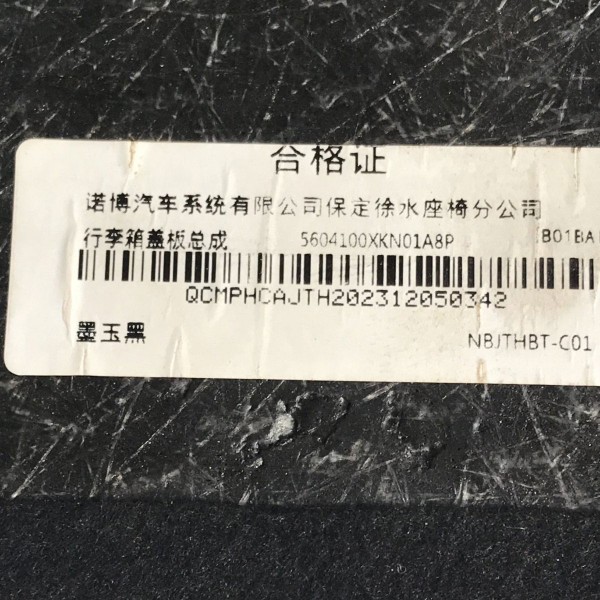 合格证
诺博汽车系统有限公司保定徐水座椅分公司
行李箱盖板总成 5604100XKN01A8P B01BA
QCMPHCAJTH202312050342
墨玉黑 NBJTHBT-C01